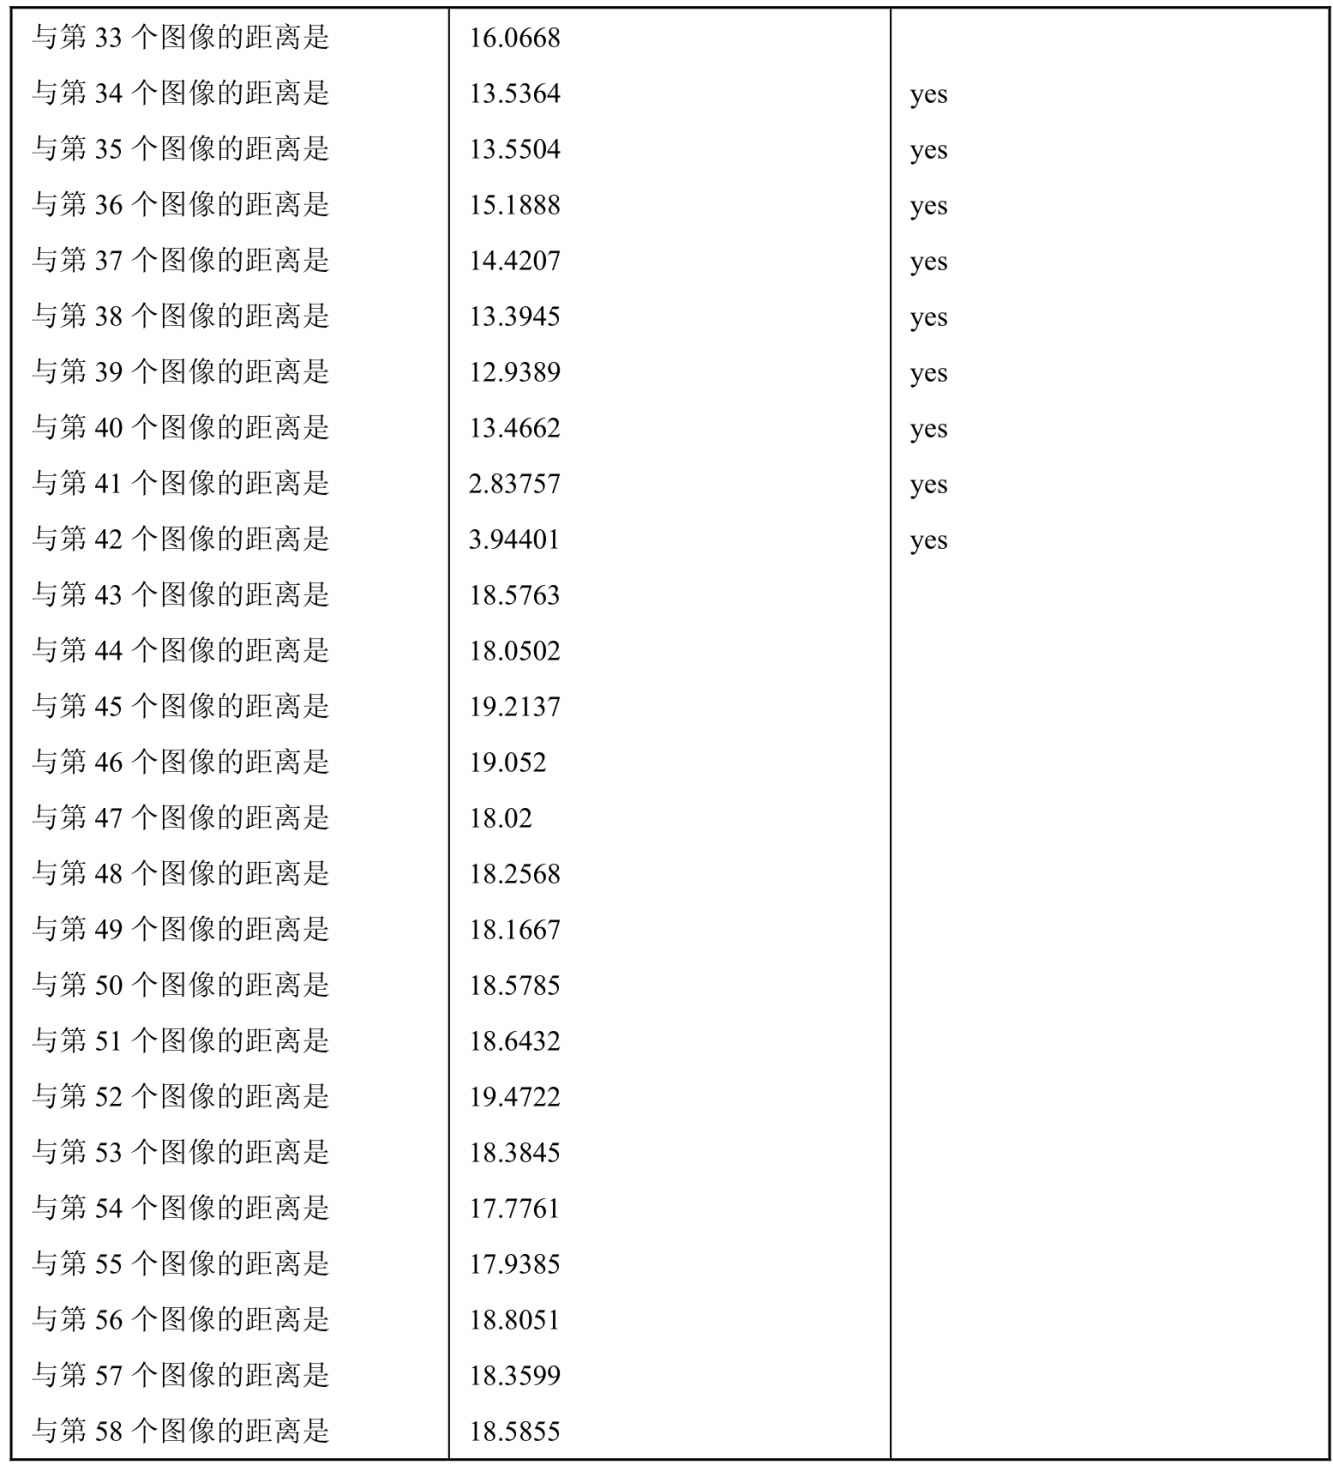 与第 33 个图像的距离是 16.0668
与第 34 个图像的距离是 13.5364 yes
与第 35 个图像的距离是 13.5504 yes
与第 36 个图像的距离是 15.1888 yes
与第 37 个图像的距离是 14.4207 yes
与第 38 个图像的距离是 13.3945 yes
与第 39 个图像的距离是 12.9389 yes
与第 40 个图像的距离是 13.4662 yes
与第 41 个图像的距离是 2.83757 yes
与第 42 个图像的距离是 3.94401 yes
与第 43 个图像的距离是 18.5763
与第 44 个图像的距离是 18.0502
与第 45 个图像的距离是 19.2137
与第 46 个图像的距离是 19.052
与第 47 个图像的距离是 18.02
与第 48 个图像的距离是 18.2568
与第 49 个图像的距离是 18.1667
与第 50 个图像的距离是 18.5785
与第 51 个图像的距离是 18.6432
与第 52 个图像的距离是 19.4722
与第 53 个图像的距离是 18.3845
与第 54 个图像的距离是 17.7761
与第 55 个图像的距离是 17.9385
与第 56 个图像的距离是 18.8051
与第 57 个图像的距离是 18.3599
与第 58 个图像的距离是 18.5855